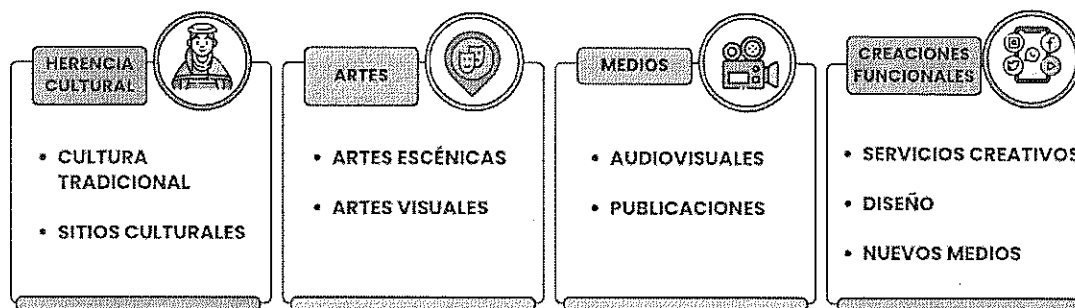 HERENCIA
CULTURAL
• CULTURA
TRADICIONAL
• SITIOS CULTURALES
ARTES
• ARTES ESCÉNICAS
• ARTES VISUALES
MEDIOS
• AUDIOVISUALES
• PUBLICACIONES
CREACIONES
FUNCIONALES
• SERVICIOS CREATIVOS
• DISEÑO
• NUEVOS MEDIOS